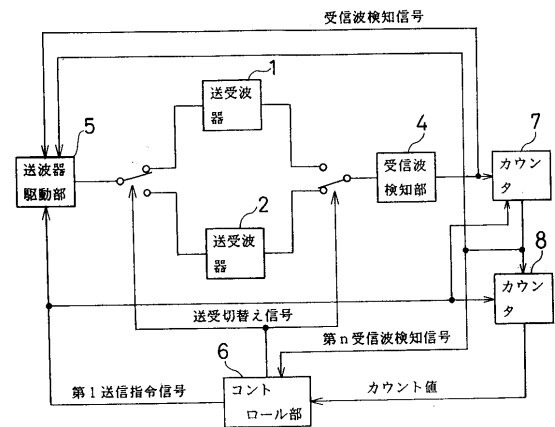 受信波検知信号
1
送受波
器
5
送波器
駆動部
4
受信波
検知部
7
カウン
タ
2
送受波
器
8
カウン
タ
送受切替え信号
第n受信波検知信号
6
コント
ロール部
第1送信指令信号
カウント値